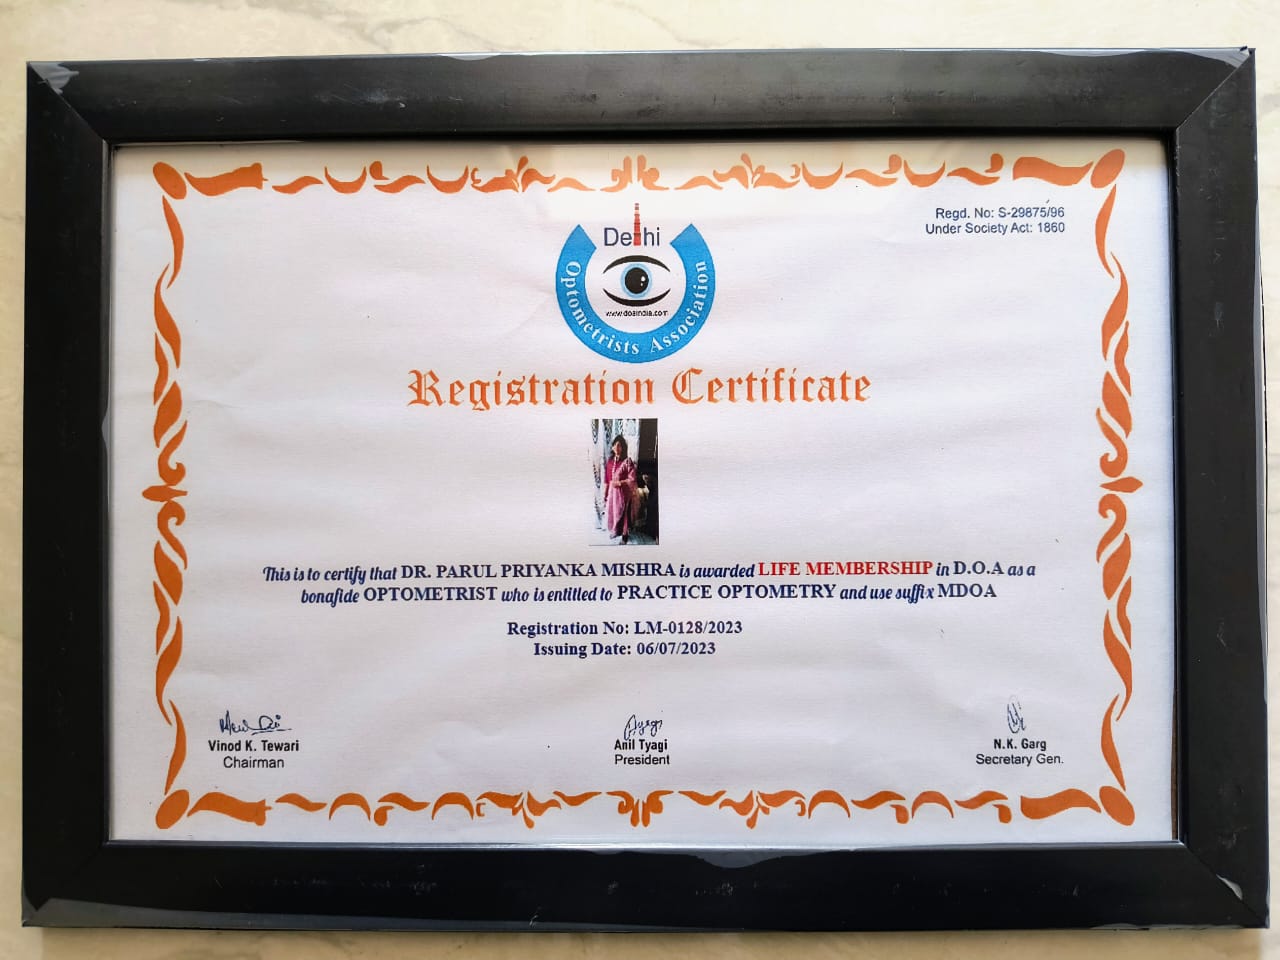 Regd. No: S-29875/96
Under Society Act: 1860
Delhi
www.doaindia.com
Optometrists Association
Registration Certificate
This is to certify that DR. PARUL PRIYANKA MISHRA is awarded LIFE MEMBERSHIP in D.O.A as a
bonafide OPTOMETRIST who is entitled to PRACTICE OPTOMETRY and use suffix MDOA
Registration No: LM-0128/2023
Issuing Date: 06/07/2023
Vinod K. Tewari
Chairman
Anil Tyagi
President
N.K. Garg
Secretary Gen.